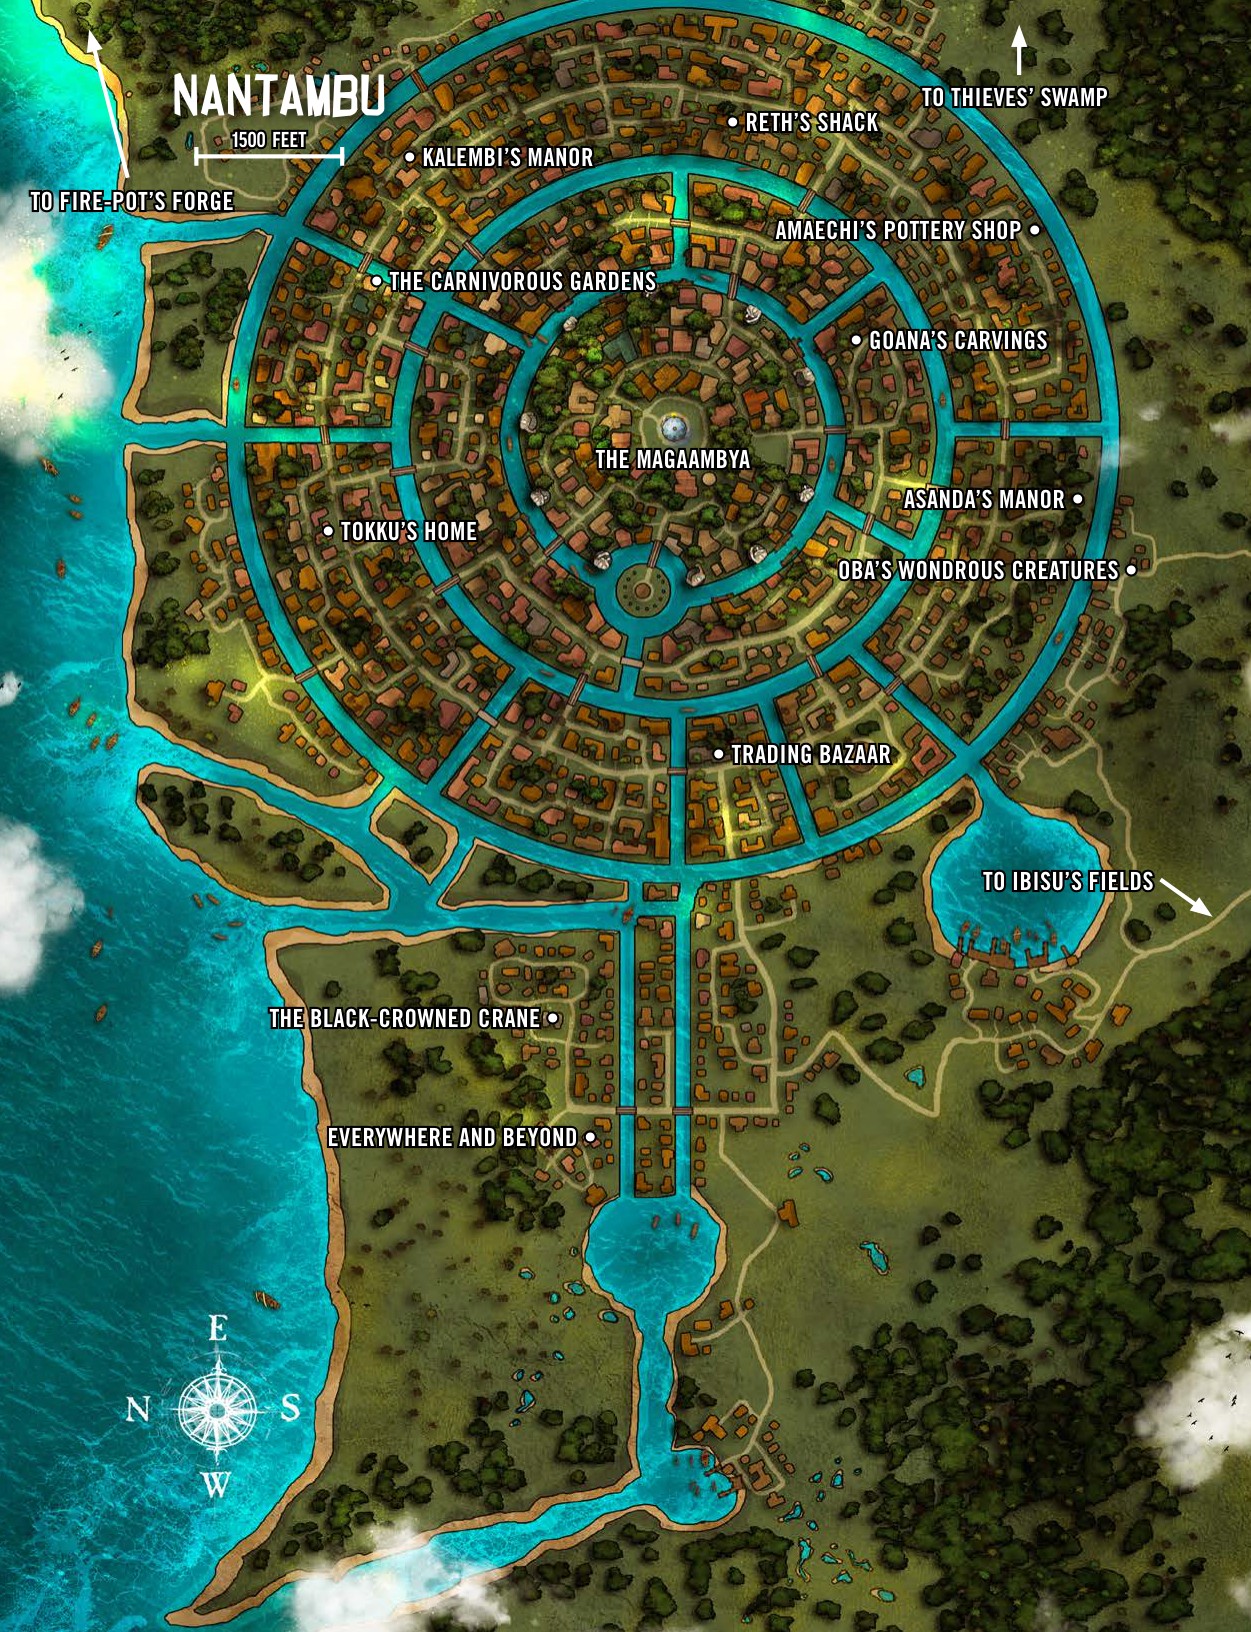 NANTAMBU
1500 FEET
TO THIEVES' SWAMP
RETH'S SHACK
KALEMBI'S MANOR
TO FIRE-POT'S FORGE
AMAECHI'S POTTERY SHOP
THE CARNIVOROUS GARDENS
GOANA'S CARVINGS
THE MAGAAMBYA
ASANDA'S MANOR
TOKKU'S HOME
OBA'S WONDROUS CREATURES
TRADING BAZAAR
TO IBISU'S FIELDS
THE BLACK-CROWNED CRANE
EVERYWHERE AND BEYOND
E
N S
W